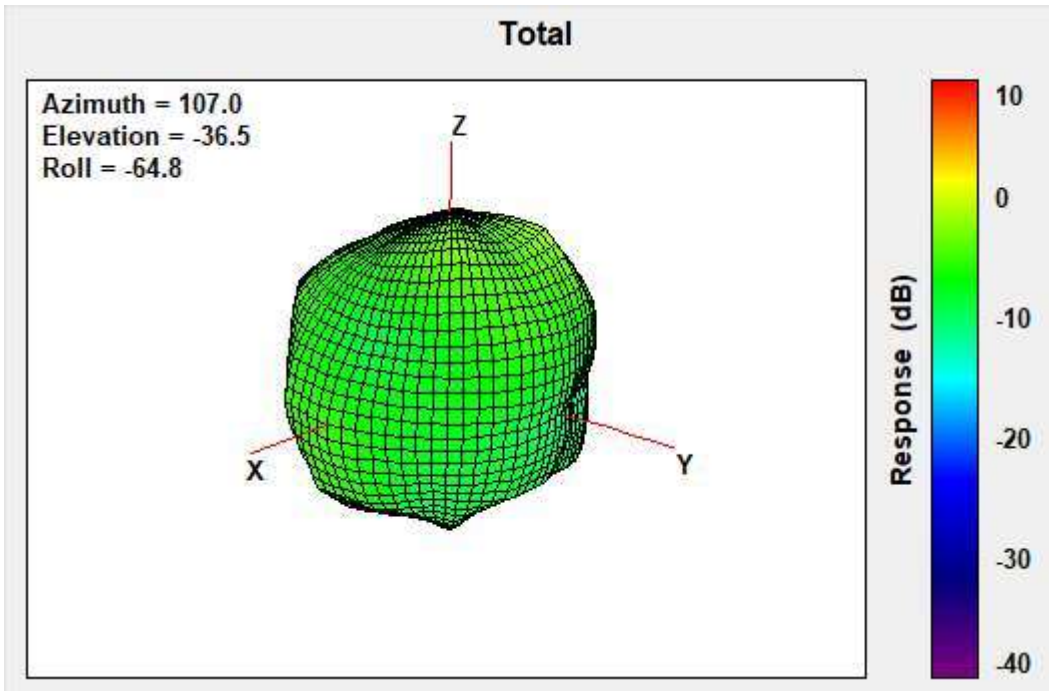 Total
Azimuth = 107.0
Elevation = -36.5
Roll = -64.8
Z
X
Y
Response (dB)
10
0
-10
-20
-30
-40